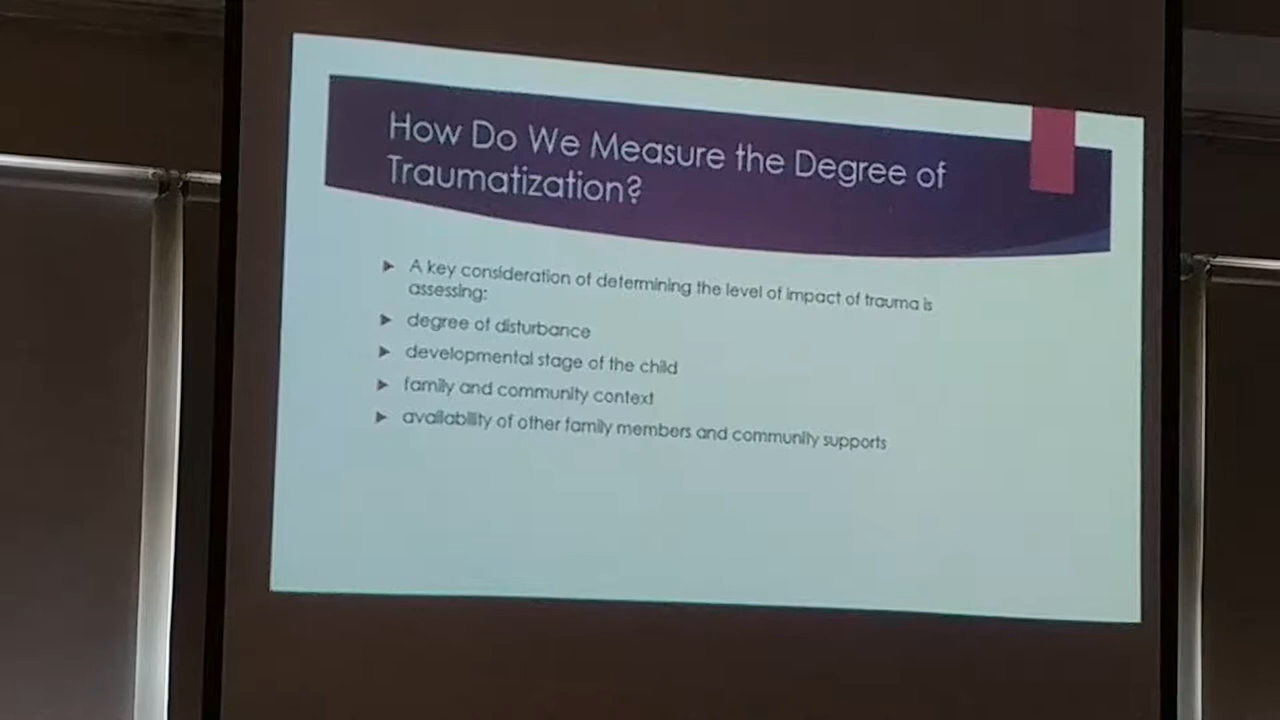 How Do We Measure the Degree of
Traumatization?
A key consideration of determining the level of impact of trauma is
assessing:
degree of disturbance
developmental stage of the child
family and community context
availability of other family members and community supports